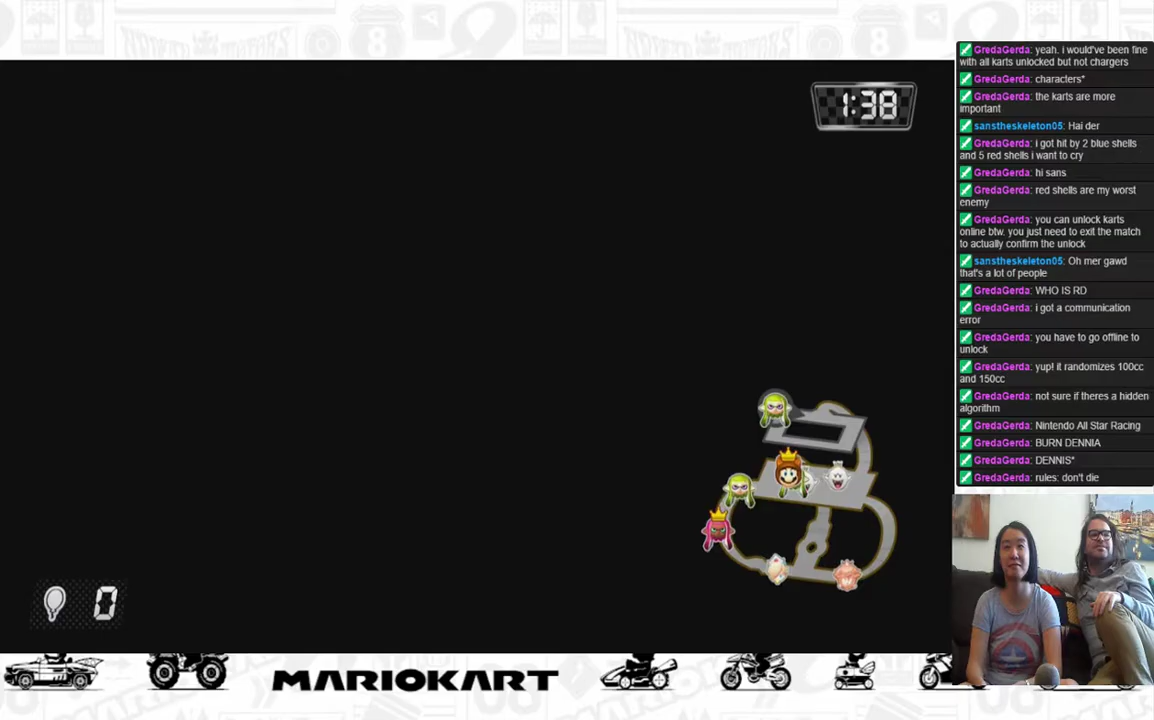 1:38
GredaGerda: yeah. i would've been fine
with all karts unlocked but not chargers
GredaGerda: characters*
GredaGerda: the karts are more
important
sanstheskeleton05: Hai der
GredaGerda: i got hit by 2 blue shells
and 5 red shells i want to cry
GredaGerda: hi sans
GredaGerda: red shells are my worst
enemy
GredaGerda: you can unlock karts
online btw. you just need to exit the match
to actually confirm the unlock
sanstheskeleton05: Oh mer gawd
that's a lot of people
GredaGerda: WHO IS RD
GredaGerda: i got a communication
error
GredaGerda: you have to go offline to
unlock
GredaGerda: yup! it randomizes 100cc
and 150cc
GredaGerda: not sure if theres a hidden
algorithm
GredaGerda: Nintendo All Star Racing
GredaGerda: BURN DENNIA
GredaGerda: DENNIS*
GredaGerda: rules: don't die
0
MARIOKART